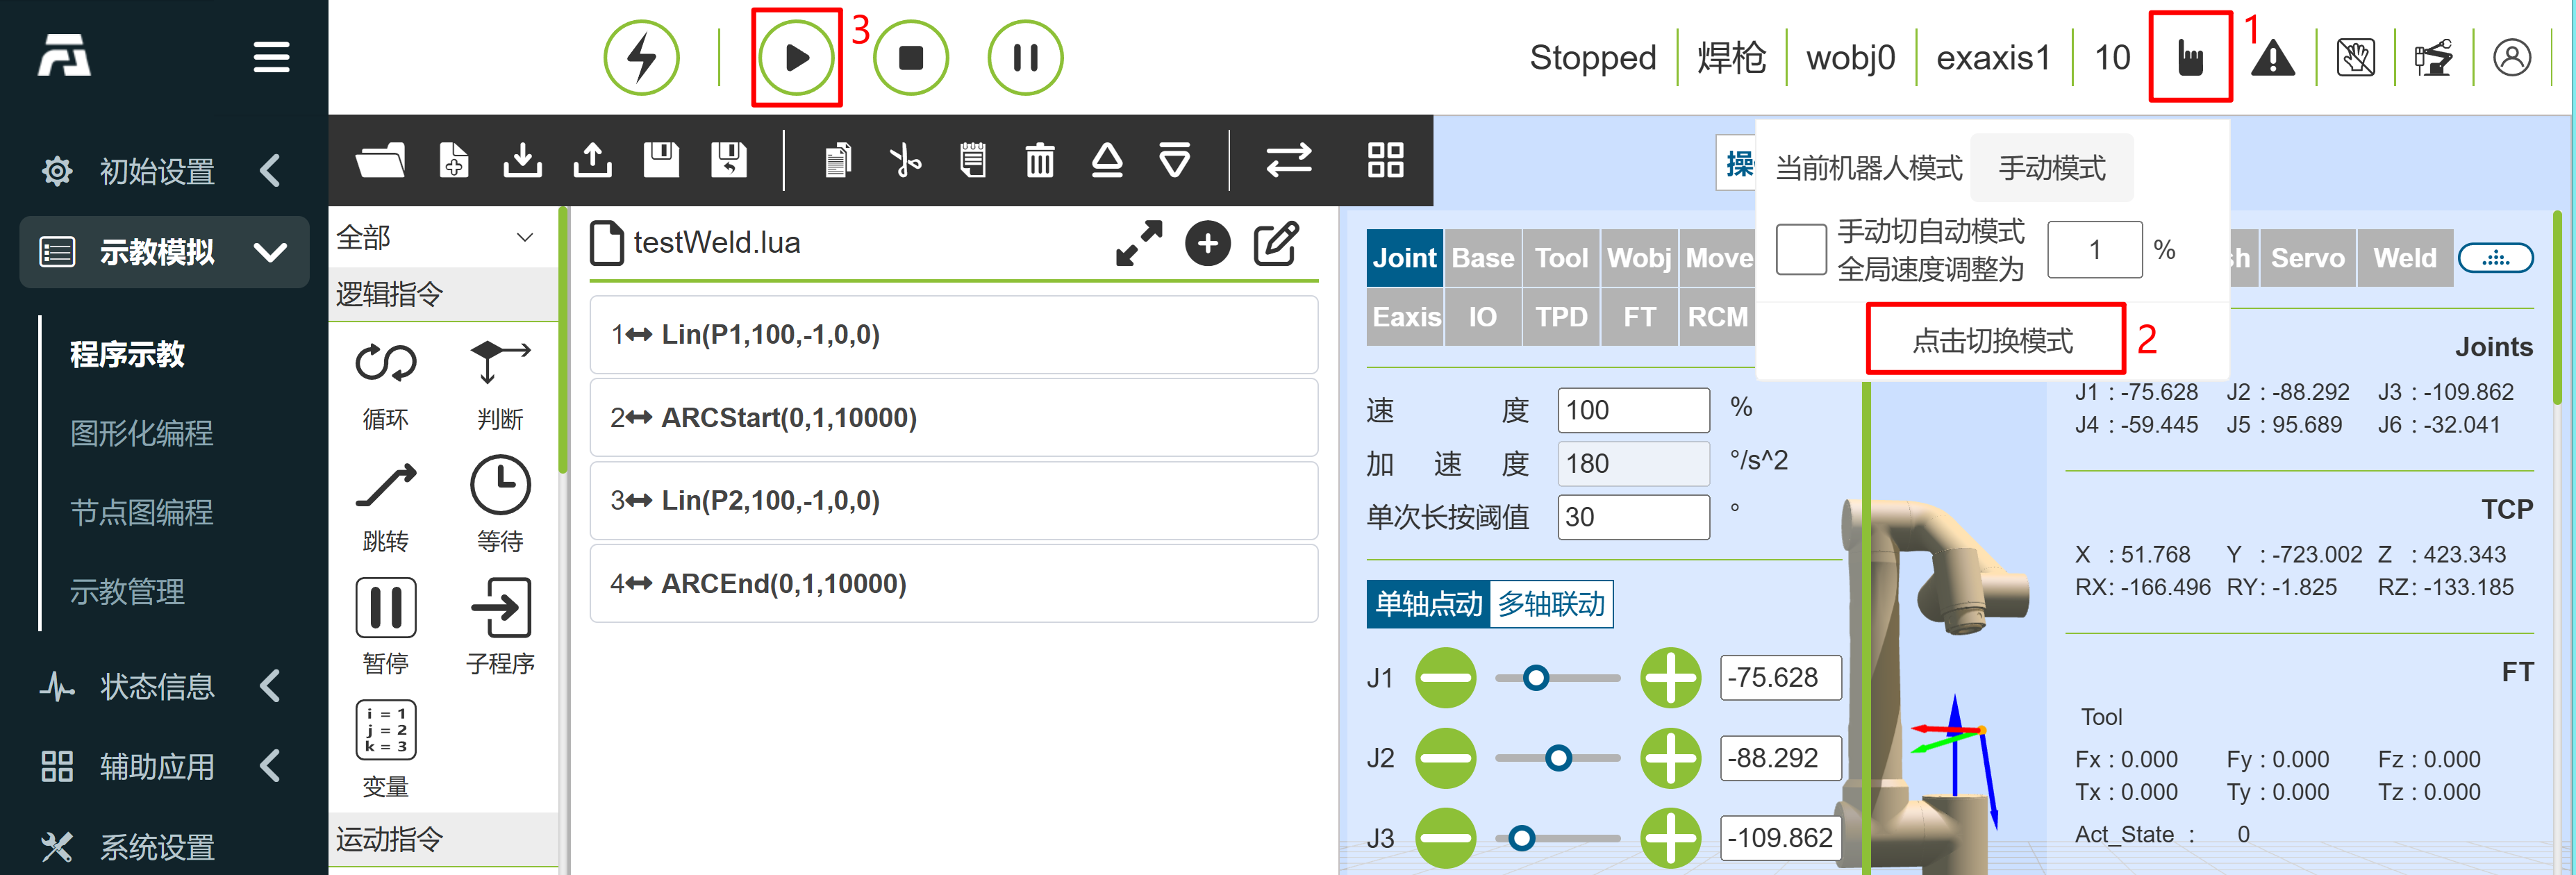 3
Stopped
焊枪
wobj0
exaxis1
10
1
初始设置
示教模拟
程序示教
图形化编程
节点图编程
示教管理
状态信息
辅助应用
系统设置
全部
逻辑指令
循环
判断
跳转
等待
暂停
子程序
i = 1
j = 2
k = 3
变量
运动指令
testWeld.lua
1 Lin(P1,100,-1,0,0)
2 ARCStart(0,1,10000)
3 Lin(P2,100,-1,0,0)
4 ARCEnd(0,1,10000)
当前机器人模式 手动模式
手动切自动模式
全局速度调整为
1 %
点击切换模式
2
Joint Base Tool Wobj Move
Servo Weld
Eaxis IO TPD FT RCM
速度 100 %
加速度 180 °/s^2
单次长按阈值 30 °
单轴点动 多轴联动
J1 -75.628
J2 -88.292
J3 -109.862
Joints
J1 : -75.628 J2 : -88.292 J3 : -109.862
J4 : -59.445 J5 : 95.689 J6 : -32.041
TCP
X : 51.768 Y : -723.002 Z : 423.343
RX: -166.496 RY: -1.825 RZ: -133.185
FT
Tool
Fx : 0.000 Fy : 0.000 Fz : 0.000
Tx : 0.000 Ty : 0.000 Tz : 0.000
Act_State : 0